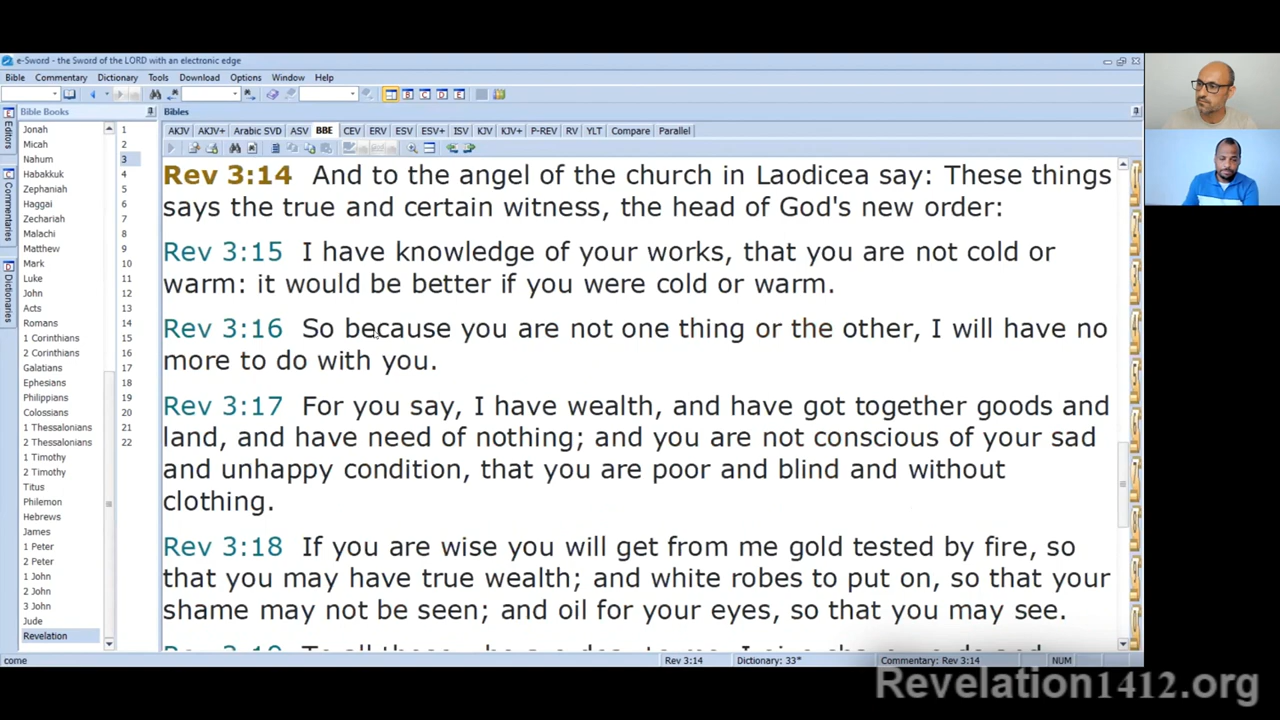 e-Sword - the Sword of the LORD with an electronic edge
Bible Commentary Dictionary Tools Download Options Window Help
B C D E
Bible Books
Bibles
Editors
Commentaries
Dictionaries
AKJV AKJV+ Arabic SVD ASV BBE CEV ERV ESV ESV+ ISV KJV KJV+ P-REV RV YLT Compare Parallel
Jonah 1
Micah 2
Nahum 3
Habakkuk 4
Zephaniah 5
Haggai 6
Zechariah 7
Malachi 8
Matthew 9
Mark 10
Luke 11
John 12
Acts 13
Romans 14
1 Corinthians 15
2 Corinthians 16
Galatians 17
Ephesians 18
Philippians 19
Colossians 20
1 Thessalonians 21
2 Thessalonians 22
1 Timothy
2 Timothy
Titus
Philemon
Hebrews
James
1 Peter
2 Peter
1 John
2 John
3 John
Jude
Revelation
Rev 3:14 And to the angel of the church in Laodicea say: These things
says the true and certain witness, the head of God's new order:
Rev 3:15 I have knowledge of your works, that you are not cold or
warm: it would be better if you were cold or warm.
Rev 3:16 So because you are not one thing or the other, I will have no
more to do with you.
Rev 3:17 For you say, I have wealth, and have got together goods and
land, and have need of nothing; and you are not conscious of your sad
and unhappy condition, that you are poor and blind and without
clothing.
Rev 3:18 If you are wise you will get from me gold tested by fire, so
that you may have true wealth; and white robes to put on, so that your
shame may not be seen; and oil for your eyes, so that you may see.
come Rev 3:14 Dictionary: 33* Commentary: Rev 3:14 NUM
Revelation1412.org